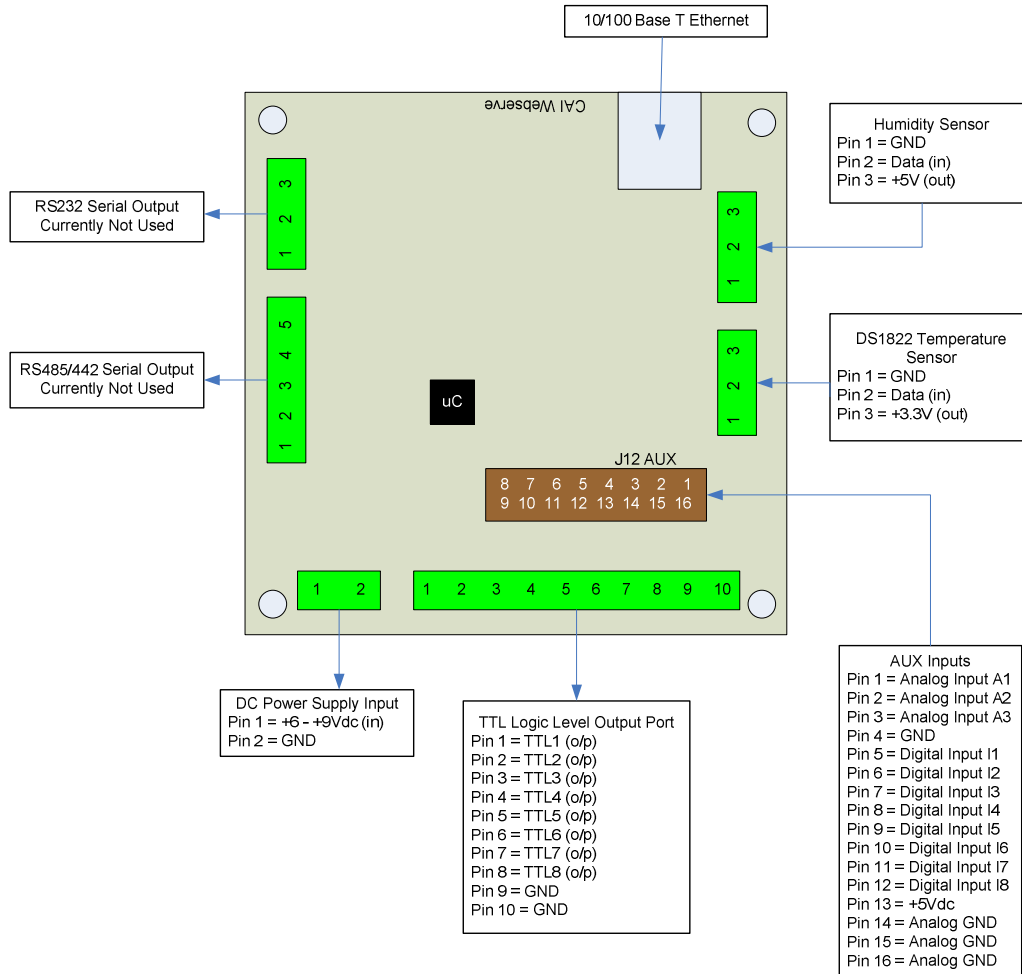 10/100 Base T Ethernet
CAI Webserve
Humidity Sensor
Pin 1 = GND
Pin 2 = Data (in)
Pin 3 = +5V (out)
RS232 Serial Output
Currently Not Used
3
2
1
3
2
1
RS485/442 Serial Output
Currently Not Used
5
4
3
2
1
uC
3
2
1
DS1822 Temperature
Sensor
Pin 1 = GND
Pin 2 = Data (in)
Pin 3 = +3.3V (out)
J12 AUX
8 7 6 5 4 3 2 1
9 10 11 12 13 14 15 16
1 2
1 2 3 4 5 6 7 8 9 10
DC Power Supply Input
Pin 1 = +6 - +9Vdc (in)
Pin 2 = GND
TTL Logic Level Output Port
Pin 1 = TTL1 (o/p)
Pin 2 = TTL2 (o/p)
Pin 3 = TTL3 (o/p)
Pin 4 = TTL4 (o/p)
Pin 5 = TTL5 (o/p)
Pin 6 = TTL6 (o/p)
Pin 7 = TTL7 (o/p)
Pin 8 = TTL8 (o/p)
Pin 9 = GND
Pin 10 = GND
AUX Inputs
Pin 1 = Analog Input A1
Pin 2 = Analog Input A2
Pin 3 = Analog Input A3
Pin 4 = GND
Pin 5 = Digital Input I1
Pin 6 = Digital Input I2
Pin 7 = Digital Input I3
Pin 8 = Digital Input I4
Pin 9 = Digital Input I5
Pin 10 = Digital Input I6
Pin 11 = Digital Input I7
Pin 12 = Digital Input I8
Pin 13 = +5Vdc
Pin 14 = Analog GND
Pin 15 = Analog GND
Pin 16 = Analog GND